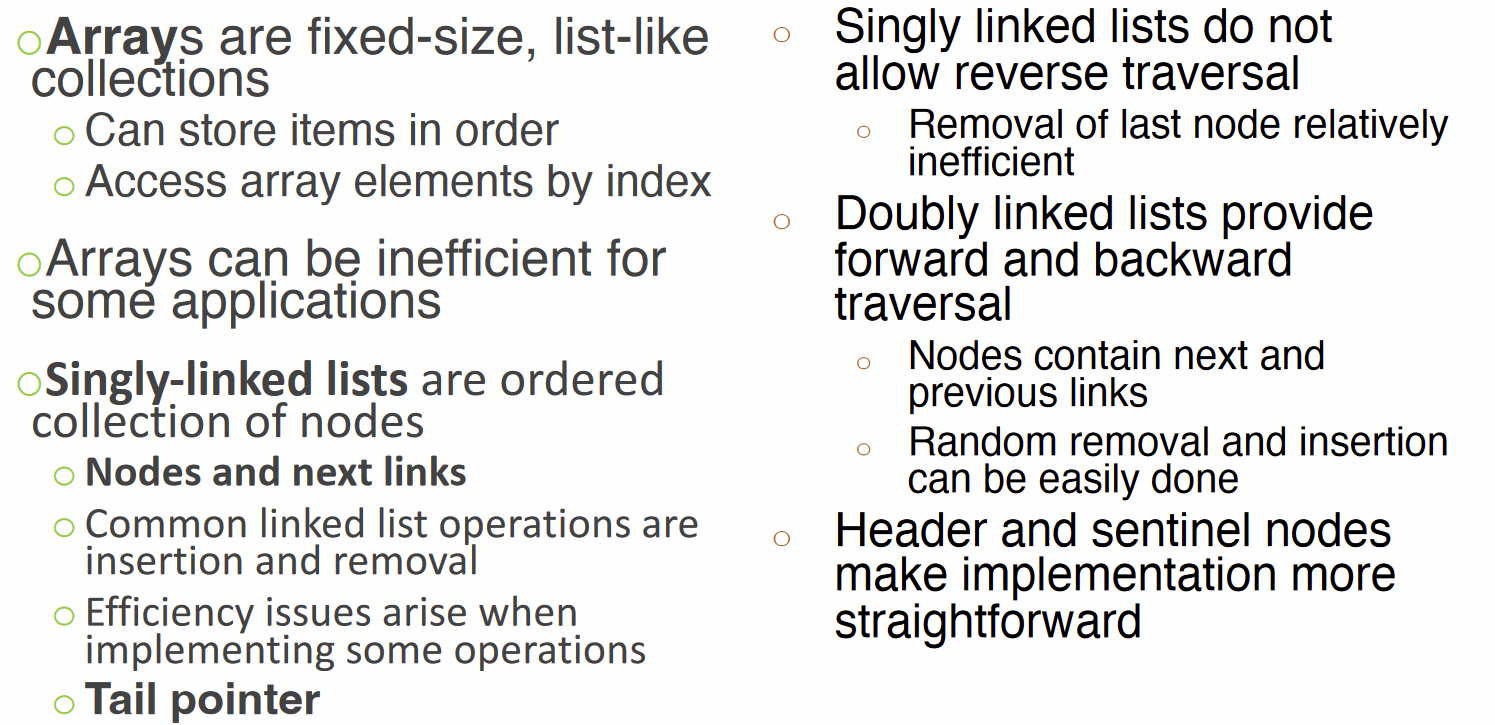 Arrays are fixed-size, list-like
collections
Can store items in order
Access array elements by index
Arrays can be inefficient for
some applications
Singly-linked lists are ordered
collection of nodes
Nodes and next links
Common linked list operations are
insertion and removal
Efficiency issues arise when
implementing some operations
Tail pointer
Singly linked lists do not
allow reverse traversal
Removal of last node relatively
inefficient
Doubly linked lists provide
forward and backward
traversal
Nodes contain next and
previous links
Random removal and insertion
can be easily done
Header and sentinel nodes
make implementation more
straightforward